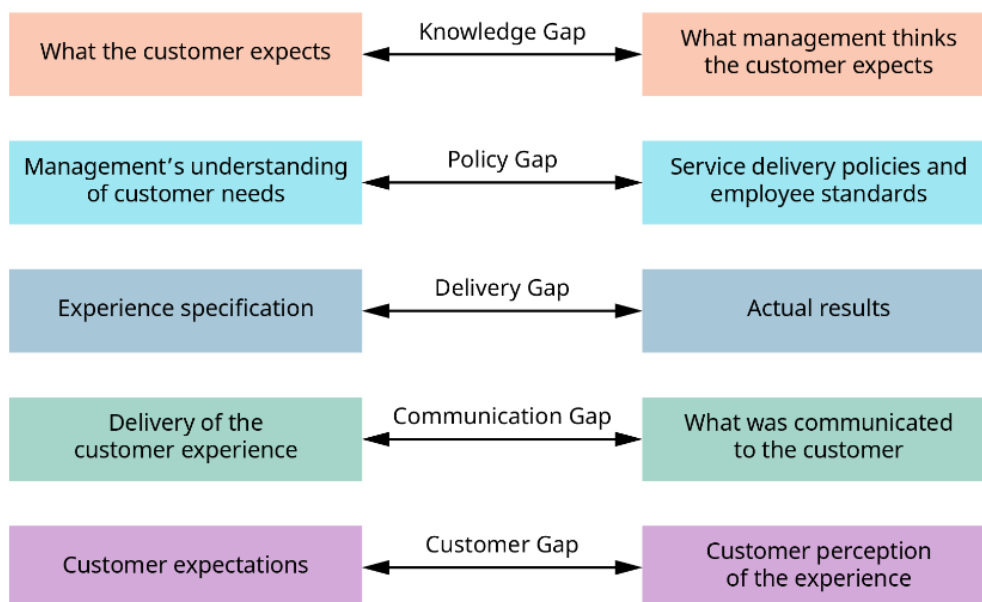 What the customer expects
Knowledge Gap
What management thinks
the customer expects
Management’s understanding
of customer needs
Policy Gap
Service delivery policies and
employee standards
Experience specification
Delivery Gap
Actual results
Delivery of the
customer experience
Communication Gap
What was communicated
to the customer
Customer expectations
Customer Gap
Customer perception
of the experience